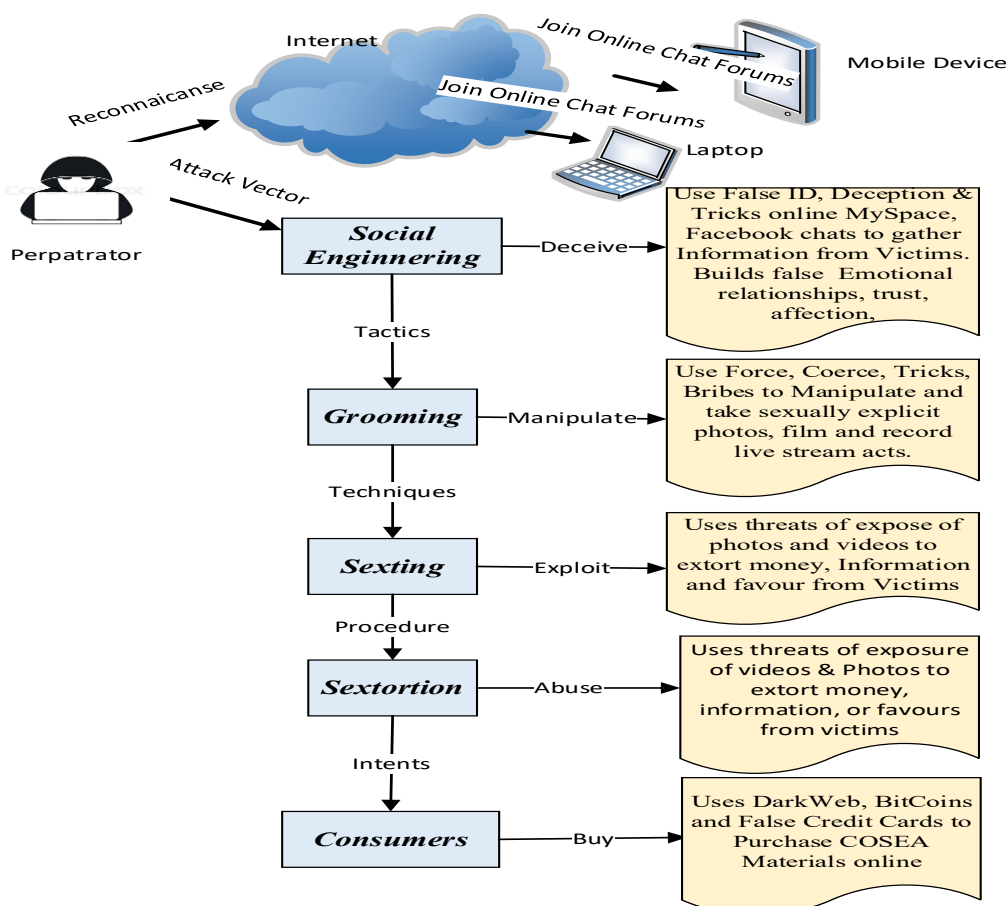 Internet
Join Online Chat Forums
Mobile Device
Reconnaicanse
Join Online Chat Forums
Laptop
Attack Vector
Perpatrator
Social
Enginnering
Deceive
Use False ID, Deception &
Tricks online MySpace,
Facebook chats to gather
Information from Victims.
Builds false Emotional
relationships, trust,
affection,
Tactics
Grooming
Manipulate
Use Force, Coerce, Tricks,
Bribes to Manipulate and
take sexually explicit
photos, film and record
live stream acts.
Techniques
Sexting
Exploit
Uses threats of expose of
photos and videos to
extort money, Information
and favour from Victims
Procedure
Sextortion
Abuse
Uses threats of exposure
of videos & Photos to
extort money,
information, or favours
from victims
Intents
Consumers
Buy
Uses DarkWeb, BitCoins
and False Credit Cards to
Purchase COSEA
Materials online